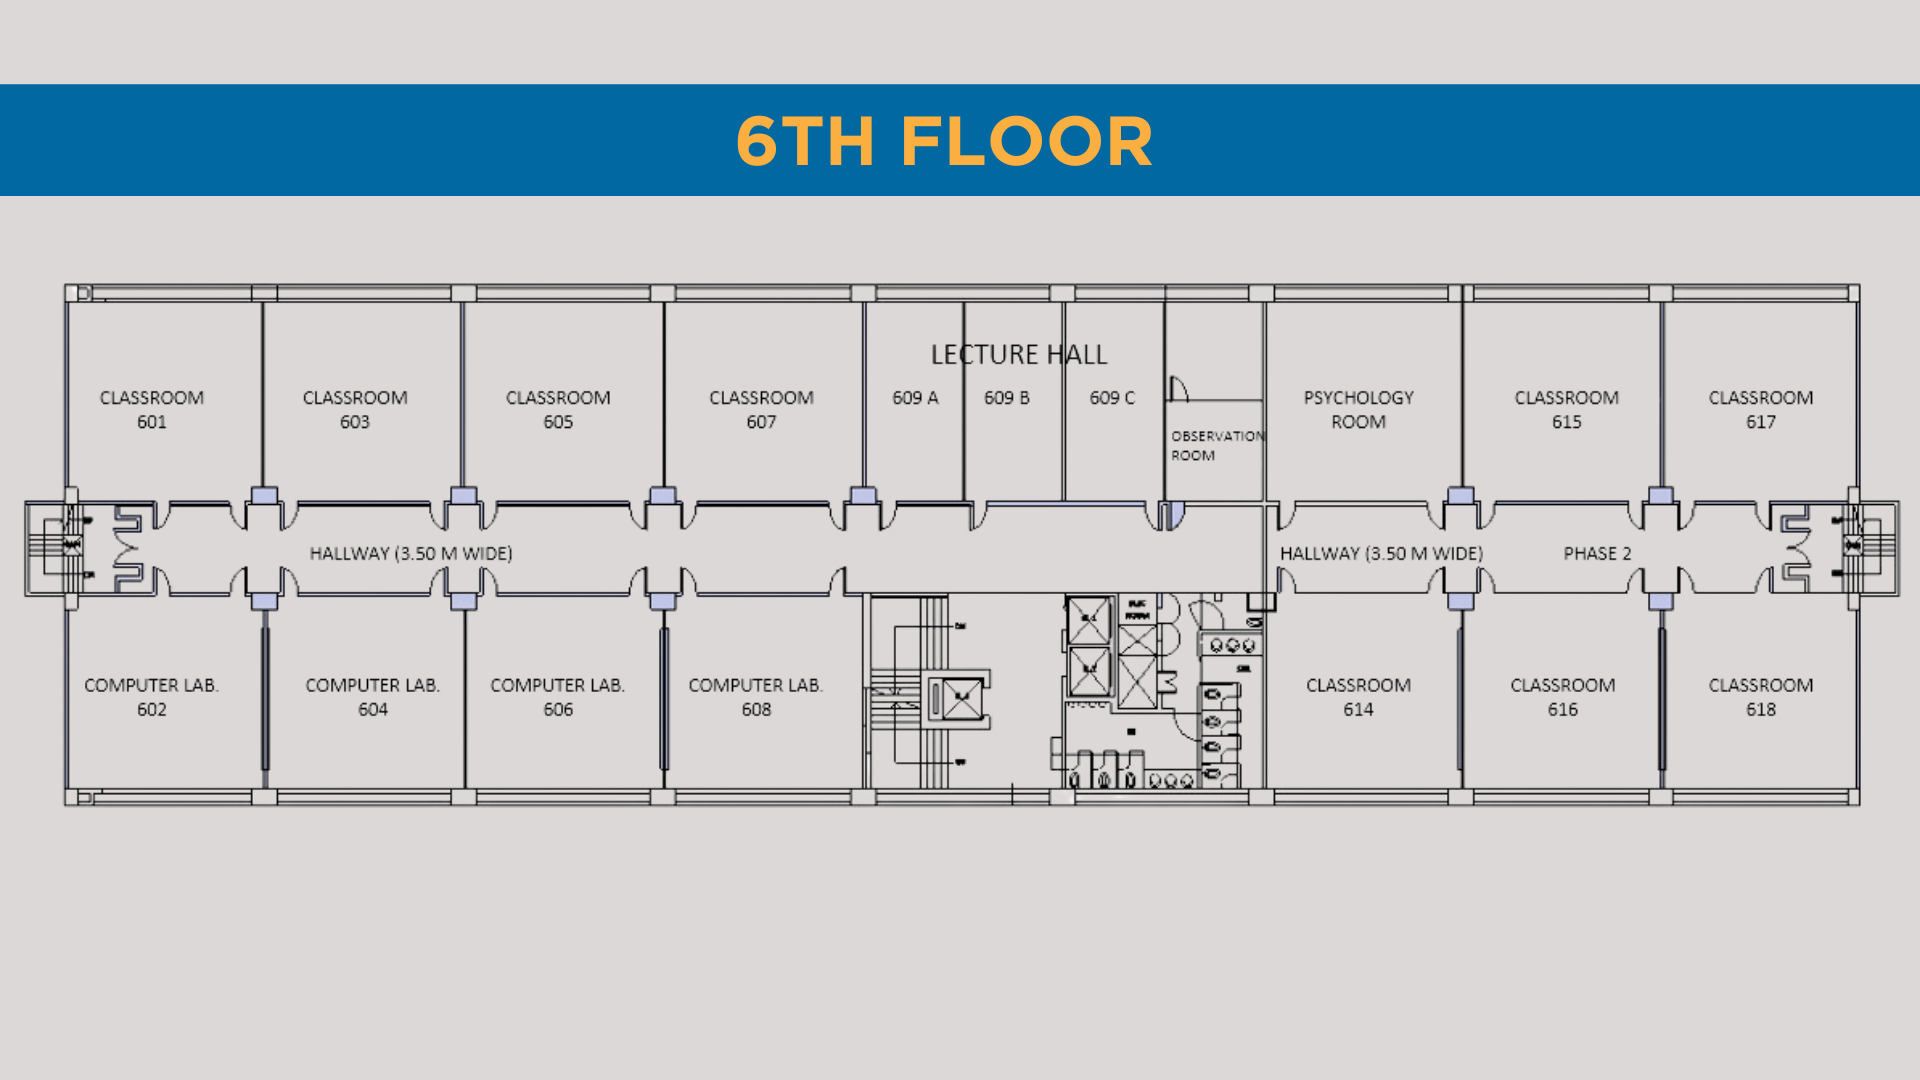 6TH FLOOR
LECTURE HALL
CLASSROOM
601
CLASSROOM
603
CLASSROOM
605
CLASSROOM
607
609 A
609 B
609 C
OBSERVATION
ROOM
PSYCHOLOGY
ROOM
CLASSROOM
615
CLASSROOM
617
HALLWAY (3.50 M WIDE)
HALLWAY (3.50 M WIDE)
PHASE 2
COMPUTER LAB.
602
COMPUTER LAB.
604
COMPUTER LAB.
606
COMPUTER LAB.
608
CLASSROOM
614
CLASSROOM
616
CLASSROOM
618